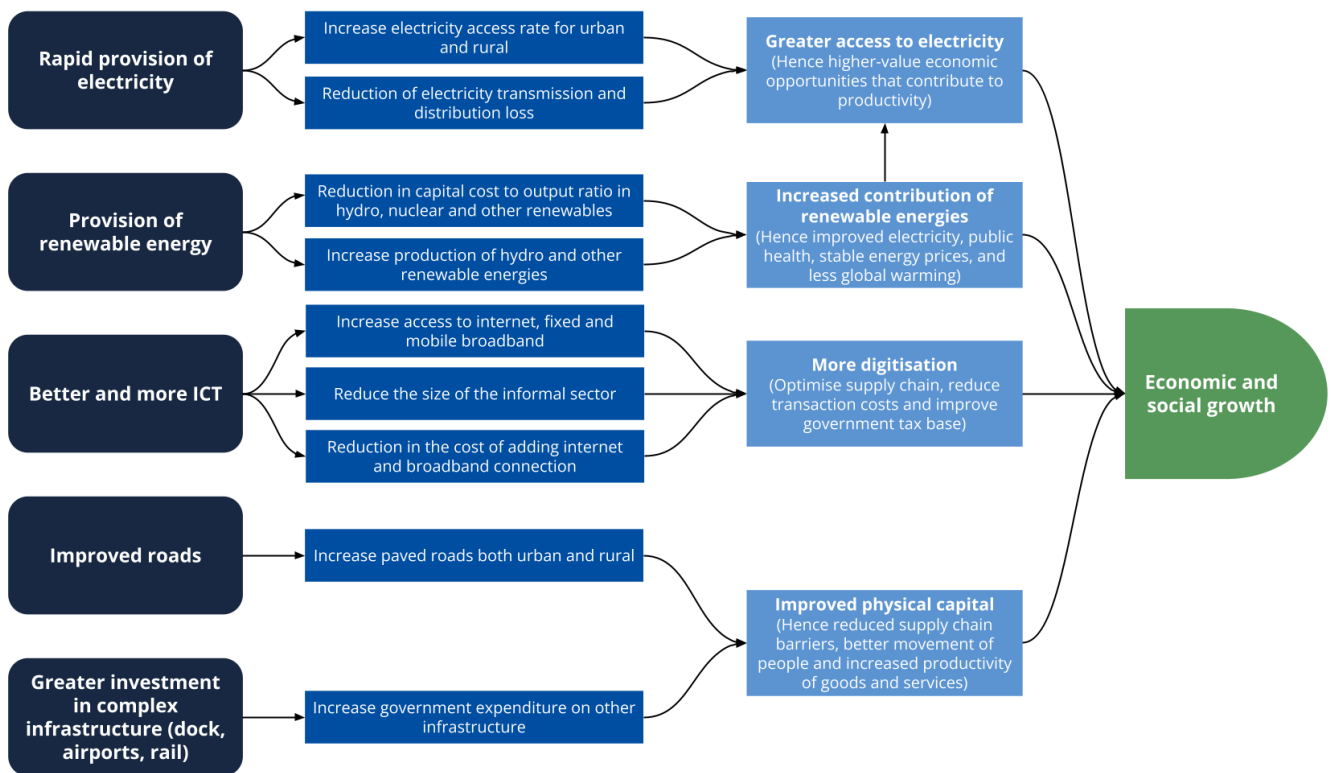 Rapid provision of
electricity
Increase electricity access rate for urban
and rural
Reduction of electricity transmission and
distribution loss
Greater access to electricity
(Hence higher-value economic
opportunities that contribute to
productivity)
Provision of
renewable energy
Reduction in capital cost to output ratio in
hydro, nuclear and other renewables
Increase production of hydro and other
renewable energies
Increased contribution of
renewable energies
(Hence improved electricity, public
health, stable energy prices, and
less global warming)
Better and more ICT
Increase access to internet, fixed and
mobile broadband
Reduce the size of the informal sector
Reduction in the cost of adding internet
and broadband connection
More digitisation
(Optimise supply chain, reduce
transaction costs and improve
government tax base)
Economic and
social growth
Improved roads
Increase paved roads both urban and rural
Greater investment
in complex
infrastructure (dock,
airports, rail)
Increase government expenditure on other
infrastructure
Improved physical capital
(Hence reduced supply chain
barriers, better movement of
people and increased productivity
of goods and services)